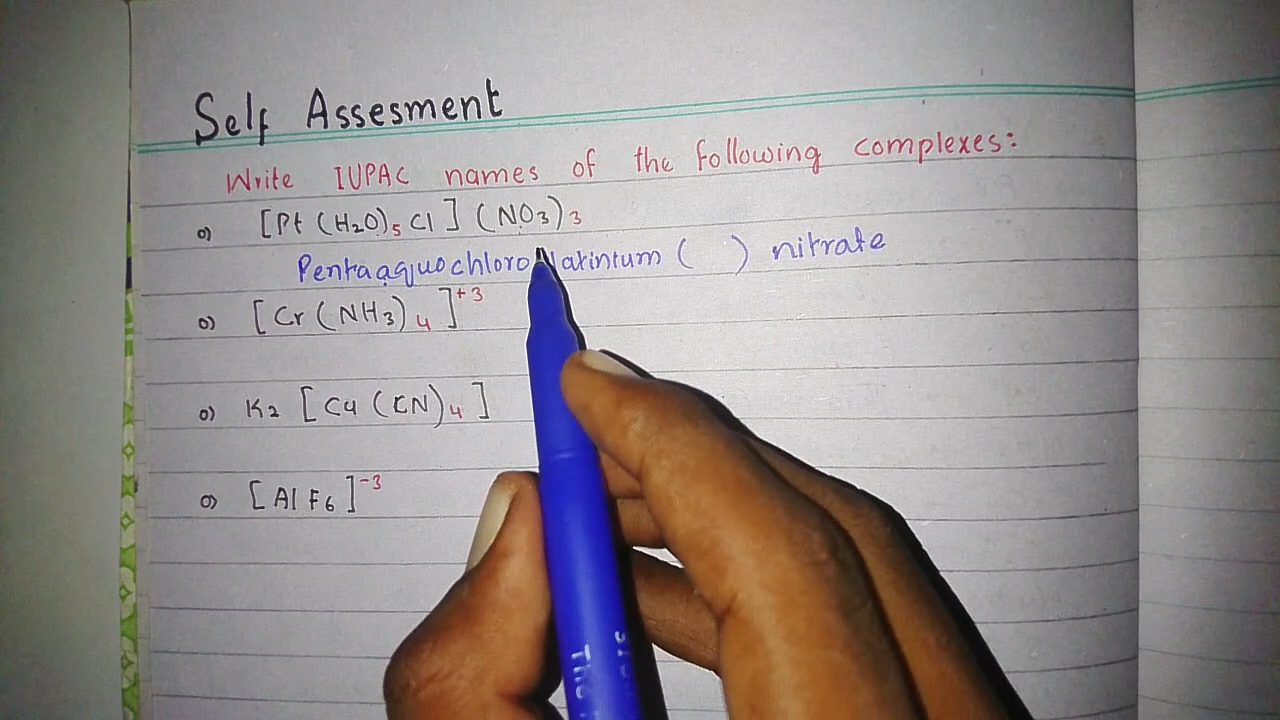 Self Assesment
Write IUPAC names of the following complexes:
o) [Pt (H2O)5 Cl ] (NO3)3
Pentaaquochloro latintum ( ) nitrate
o) [Cr (NH3)4 ]+3
o) K2 [Cu (CN)4 ]
o) [Al F6 ]-3